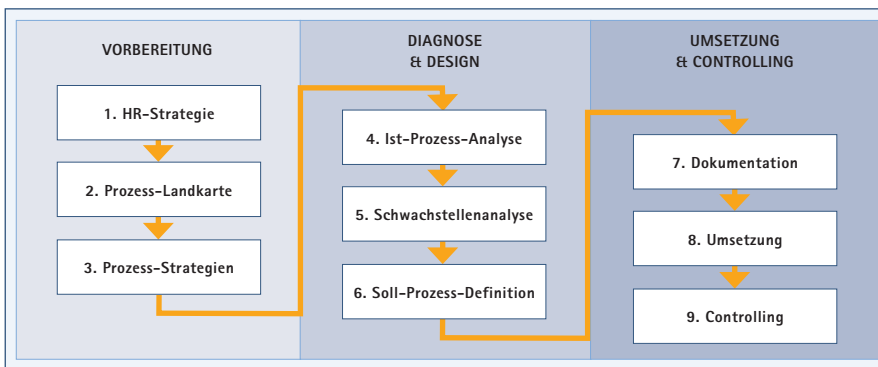 VORBEREITUNG
1. HR-Strategie
2. Prozess-Landkarte
3. Prozess-Strategien
DIAGNOSE
& DESIGN
4. Ist-Prozess-Analyse
5. Schwachstellenanalyse
6. Soll-Prozess-Definition
UMSETZUNG
& CONTROLLING
7. Dokumentation
8. Umsetzung
9. Controlling